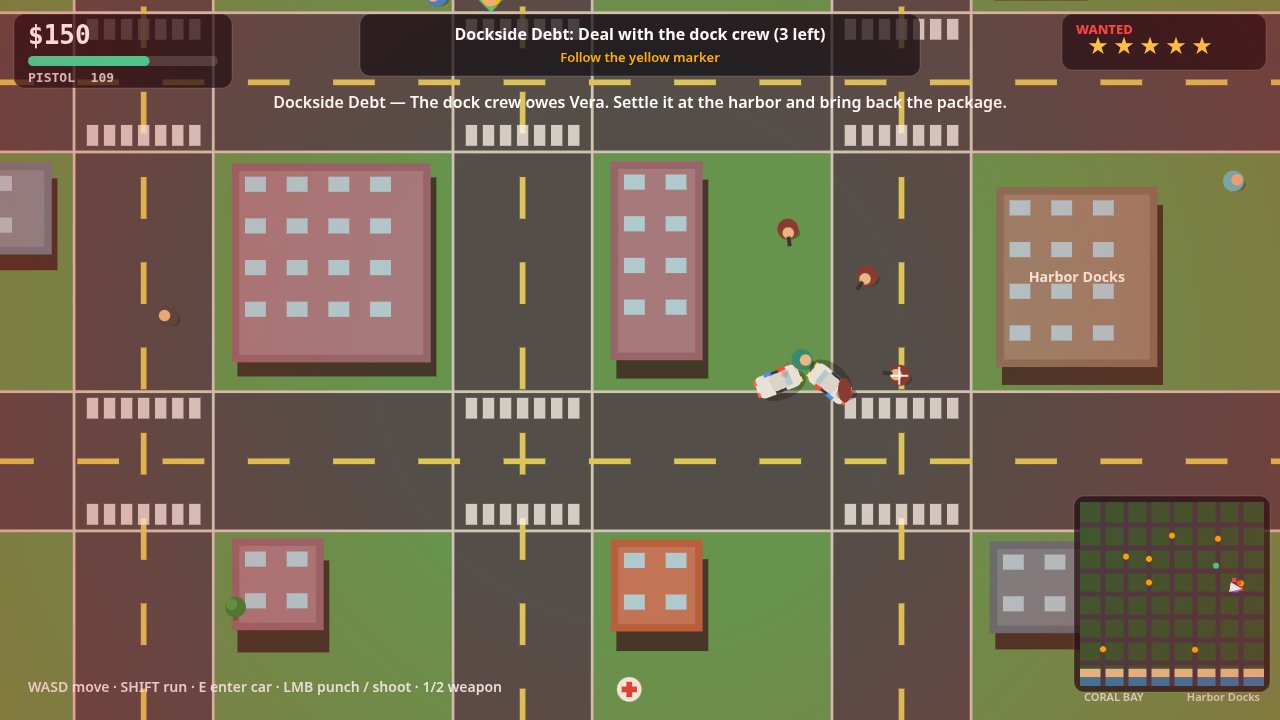 $150
PISTOL 109
Dockside Debt: Deal with the dock crew (3 left)
Follow the yellow marker
WANTED
★★★★★
Dockside Debt — The dock crew owes Vera. Settle it at the harbor and bring back the package.
Harbor Docks
WASD move · SHIFT run · E enter car · LMB punch / shoot · 1/2 weapon
CORAL BAY
Harbor Docks